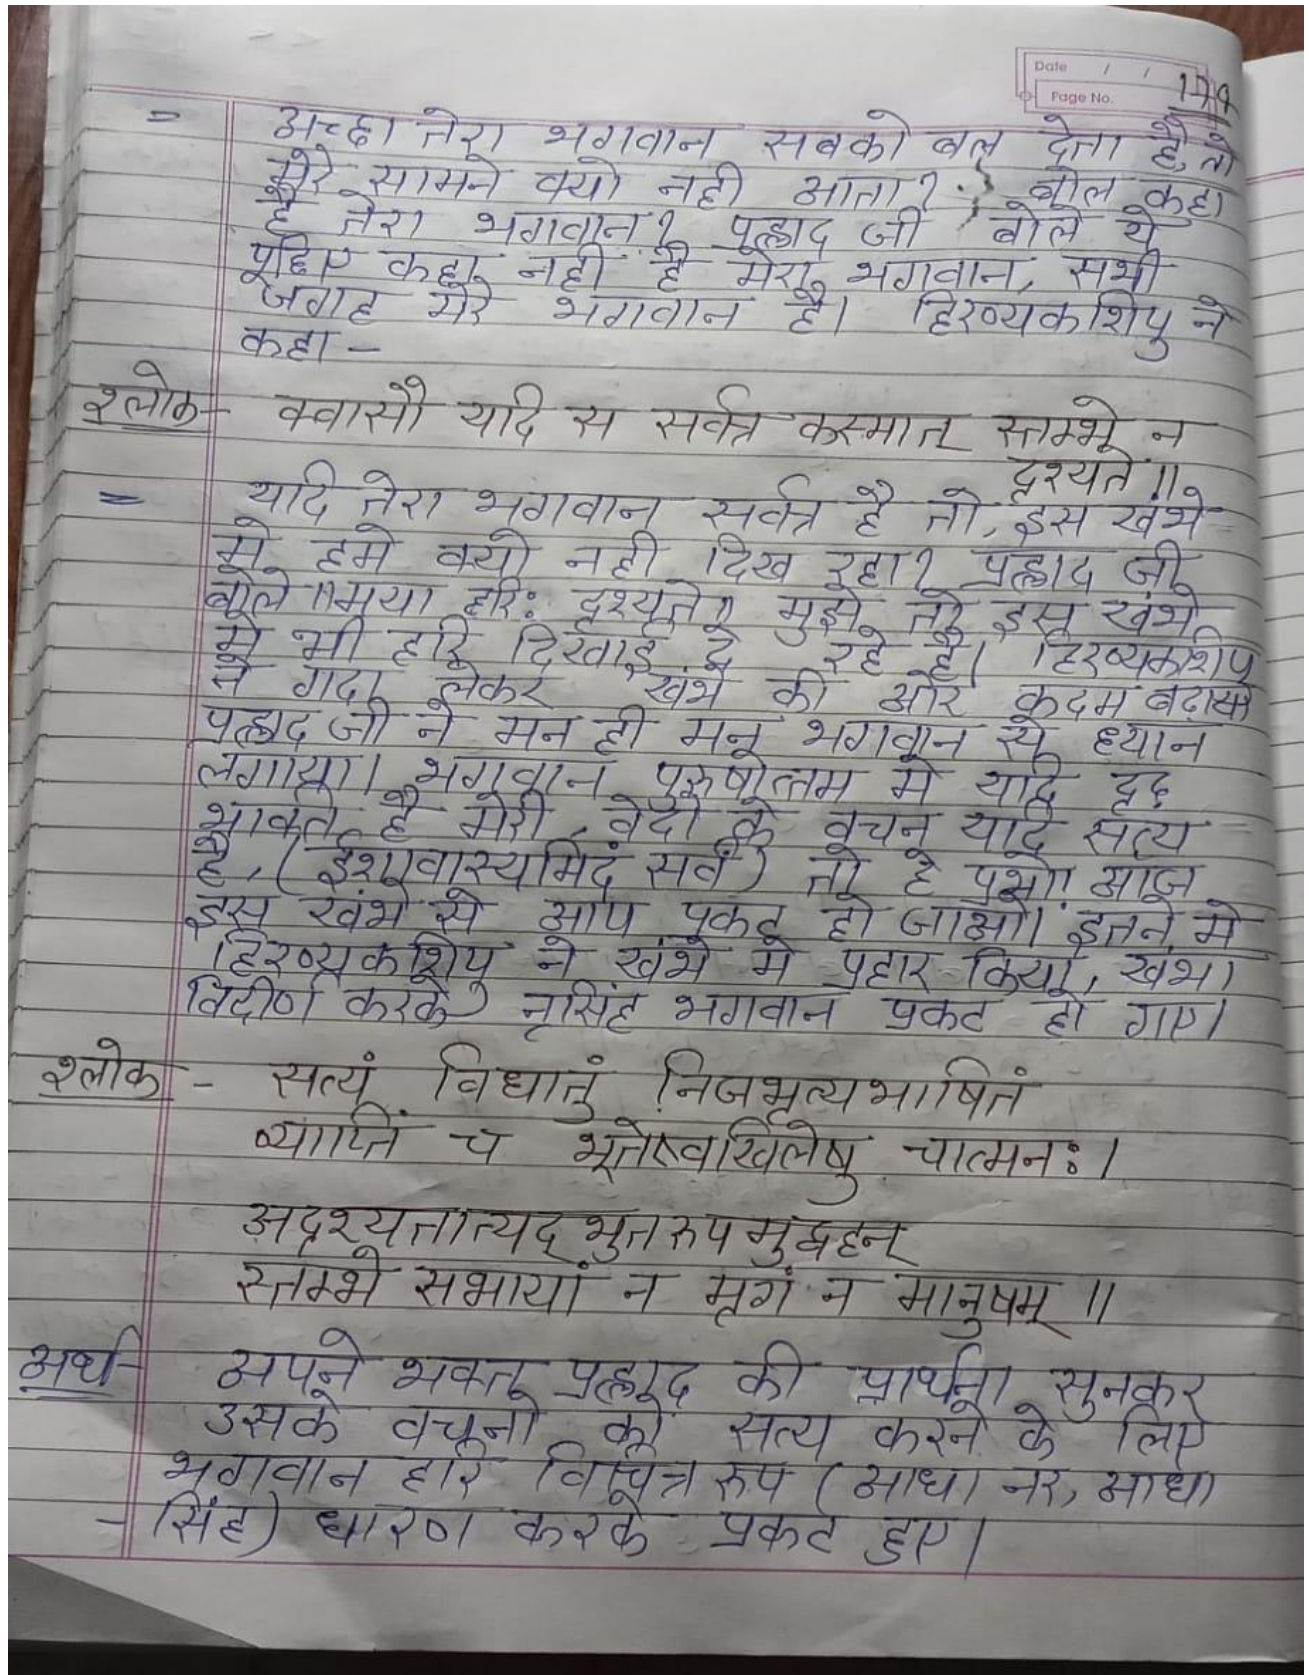 Date / /
Page No. 179
= अच्छा तेरा भगवान सबको बल देता है, तो
मेरे सामने क्यो नही आता? बोल कहा
है तेरा भगवान? प्रह्लाद जी बोले ये
पूछिए कहा नही है मेरा भगवान, सभी
जगह मेरे भगवान है। हिरण्यकशिपु ने
कहा -
श्लोक - क्वासौ यदि स सर्वत्र कस्मात् स्तम्भे न
दृश्यते॥
= यदि तेरा भगवान सर्वत्र है तो, इस खंभे
मे हमे क्यो नही दिख रहा? प्रह्लाद जी
बोले॥मया हरिः दृश्यते॥ मुझे तो इस खंभे
मे भी हरि दिखाई दे रहे है। हिरण्यकशिपु
ने गदा लेकर खंभे की ओर कदम बढाया
प्रह्लाद जी ने मन ही मन भगवान से ध्यान
लगाया। भगवान पुरुषोत्तम मे यदि दृढ
भक्ति है मेरी, वेदो के वचन यदि सत्य
है, (ईशावास्यमिदं सर्वं) तो हे प्रभो! आज
इस खंभे से आप प्रकट हो जाओ। इतने मे
हिरण्यकशिपु ने खंभे मे प्रहार किया, खंभा
विदीर्ण करके नृसिंह भगवान प्रकट हो गए।
श्लोक - सत्यं विधातुं निजभृत्यभाषितं
व्याप्तिं च भूतेष्वखिलेषु चात्मनः।
अदृश्यतात्यद्भुतरुपमुद्वहन्
स्तम्भे सभायां न मृगं न मानुषम्॥
अर्थ - अपने भक्त प्रह्लाद की प्रार्थना सुनकर
उसके वचनो को सत्य करने के लिए
भगवान हरि विचित्र रुप (आधा नर, आधा
- सिंह) धारण करके प्रकट हुए।